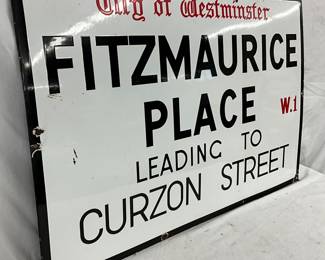 City of Westminster
FITZMAURICE
PLACE W.1
LEADING TO
CURZON STREET